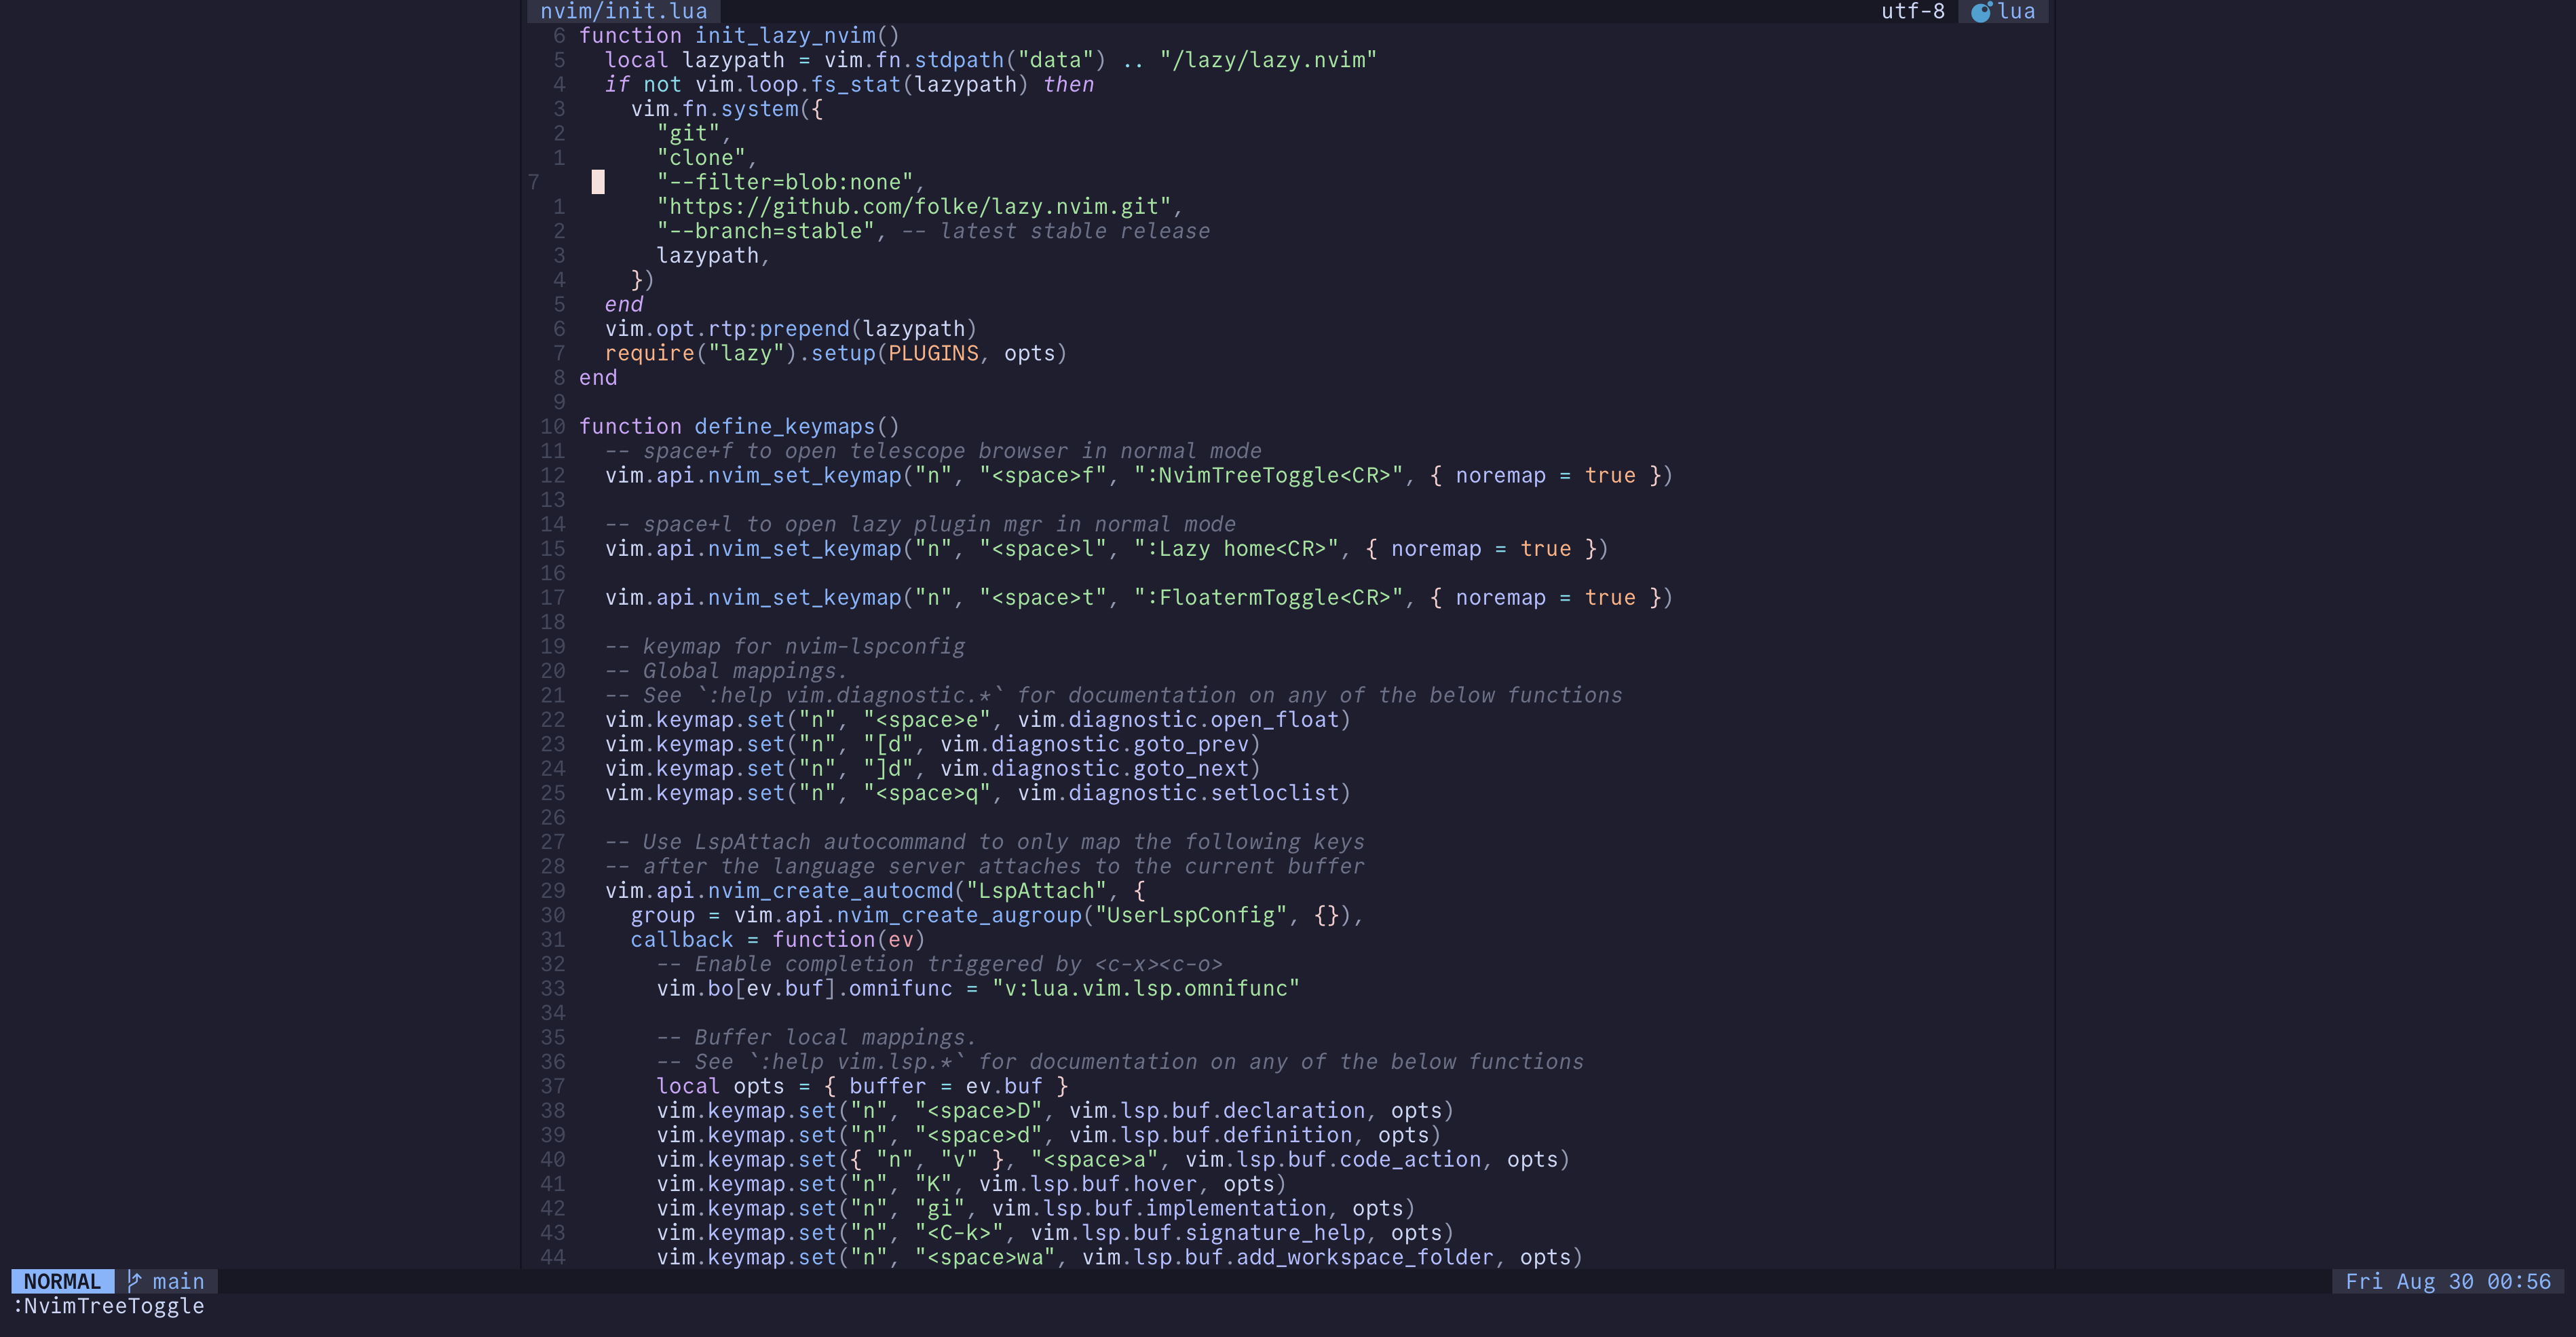 nvim/init.lua utf-8 lua
6 function init_lazy_nvim()
5   local lazypath = vim.fn.stdpath("data") .. "/lazy/lazy.nvim"
4   if not vim.loop.fs_stat(lazypath) then
3     vim.fn.system({
2       "git",
1       "clone",
7       "--filter=blob:none",
1       "https://github.com/folke/lazy.nvim.git",
2       "--branch=stable", -- latest stable release
3       lazypath,
4     })
5   end
6   vim.opt.rtp:prepend(lazypath)
7   require("lazy").setup(PLUGINS, opts)
8 end
9
10 function define_keymaps()
11   -- space+f to open telescope browser in normal mode
12   vim.api.nvim_set_keymap("n", "<space>f", ":NvimTreeToggle<CR>", { noremap = true })
13
14   -- space+l to open lazy plugin mgr in normal mode
15   vim.api.nvim_set_keymap("n", "<space>l", ":Lazy home<CR>", { noremap = true })
16
17   vim.api.nvim_set_keymap("n", "<space>t", ":FloatermToggle<CR>", { noremap = true })
18
19   -- keymap for nvim-lspconfig
20   -- Global mappings.
21   -- See `:help vim.diagnostic.*` for documentation on any of the below functions
22   vim.keymap.set("n", "<space>e", vim.diagnostic.open_float)
23   vim.keymap.set("n", "[d", vim.diagnostic.goto_prev)
24   vim.keymap.set("n", "]d", vim.diagnostic.goto_next)
25   vim.keymap.set("n", "<space>q", vim.diagnostic.setloclist)
26
27   -- Use LspAttach autocommand to only map the following keys
28   -- after the language server attaches to the current buffer
29   vim.api.nvim_create_autocmd("LspAttach", {
30     group = vim.api.nvim_create_augroup("UserLspConfig", {}),
31     callback = function(ev)
32       -- Enable completion triggered by <c-x><c-o>
33       vim.bo[ev.buf].omnifunc = "v:lua.vim.lsp.omnifunc"
34
35       -- Buffer local mappings.
36       -- See `:help vim.lsp.*` for documentation on any of the below functions
37       local opts = { buffer = ev.buf }
38       vim.keymap.set("n", "<space>D", vim.lsp.buf.declaration, opts)
39       vim.keymap.set("n", "<space>d", vim.lsp.buf.definition, opts)
40       vim.keymap.set({ "n", "v" }, "<space>a", vim.lsp.buf.code_action, opts)
41       vim.keymap.set("n", "K", vim.lsp.buf.hover, opts)
42       vim.keymap.set("n", "gi", vim.lsp.buf.implementation, opts)
43       vim.keymap.set("n", "<C-k>", vim.lsp.buf.signature_help, opts)
44       vim.keymap.set("n", "<space>wa", vim.lsp.buf.add_workspace_folder, opts)
NORMAL main Fri Aug 30 00:56
:NvimTreeToggle